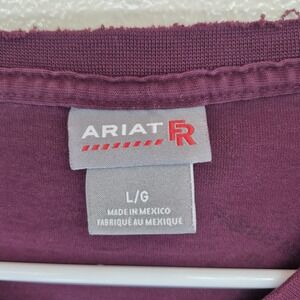 ARIAT FR
L/G
MADE IN MEXICO
FABRIQUÉ AU MEXIQUE